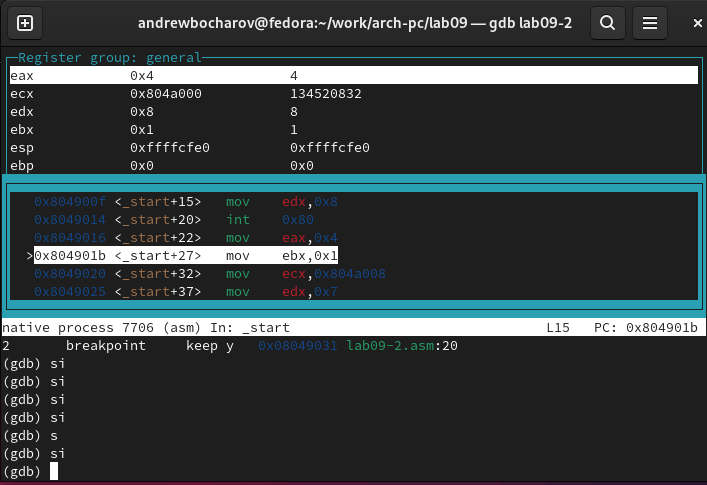 andrewbocharov@fedora:~/work/arch-pc/lab09 — gdb lab09-2
Register group: general
eax 0x4 4
ecx 0x804a000 134520832
edx 0x8 8
ebx 0x1 1
esp 0xffffcfe0 0xffffcfe0
ebp 0x0 0x0
0x804900f <_start+15> mov edx,0x8
0x8049014 <_start+20> int 0x80
0x8049016 <_start+22> mov eax,0x4
>0x804901b <_start+27> mov ebx,0x1
0x8049020 <_start+32> mov ecx,0x804a008
0x8049025 <_start+37> mov edx,0x7
native process 7706 (asm) In: _start L15 PC: 0x804901b
2 breakpoint keep y 0x08049031 lab09-2.asm:20
(gdb) si
(gdb) si
(gdb) si
(gdb) si
(gdb) s
(gdb) si
(gdb)